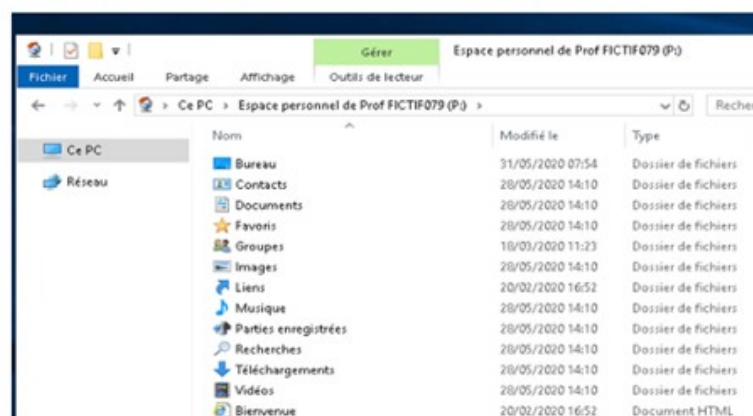 Gérer Espace personnel de Prof FICTIF079 (P:)
Fichier Accueil Partage Affichage Outils de lecteur
Ce PC > Espace personnel de Prof FICTIF079 (P:) > Recher
Nom Modifié le Type
Ce PC
Réseau
Bureau 31/05/2020 07:54 Dossier de fichiers
Contacts 28/05/2020 14:10 Dossier de fichiers
Documents 28/05/2020 14:10 Dossier de fichiers
Favoris 28/05/2020 14:10 Dossier de fichiers
Groupes 18/03/2020 11:23 Dossier de fichiers
Images 28/05/2020 14:10 Dossier de fichiers
Liens 20/02/2020 16:52 Dossier de fichiers
Musique 28/05/2020 14:10 Dossier de fichiers
Parties enregistrées 28/05/2020 14:10 Dossier de fichiers
Recherches 28/05/2020 14:10 Dossier de fichiers
Téléchargements 28/05/2020 14:10 Dossier de fichiers
Vidéos 28/05/2020 14:10 Dossier de fichiers
Bienvenue 20/02/2020 16:52 Document HTML